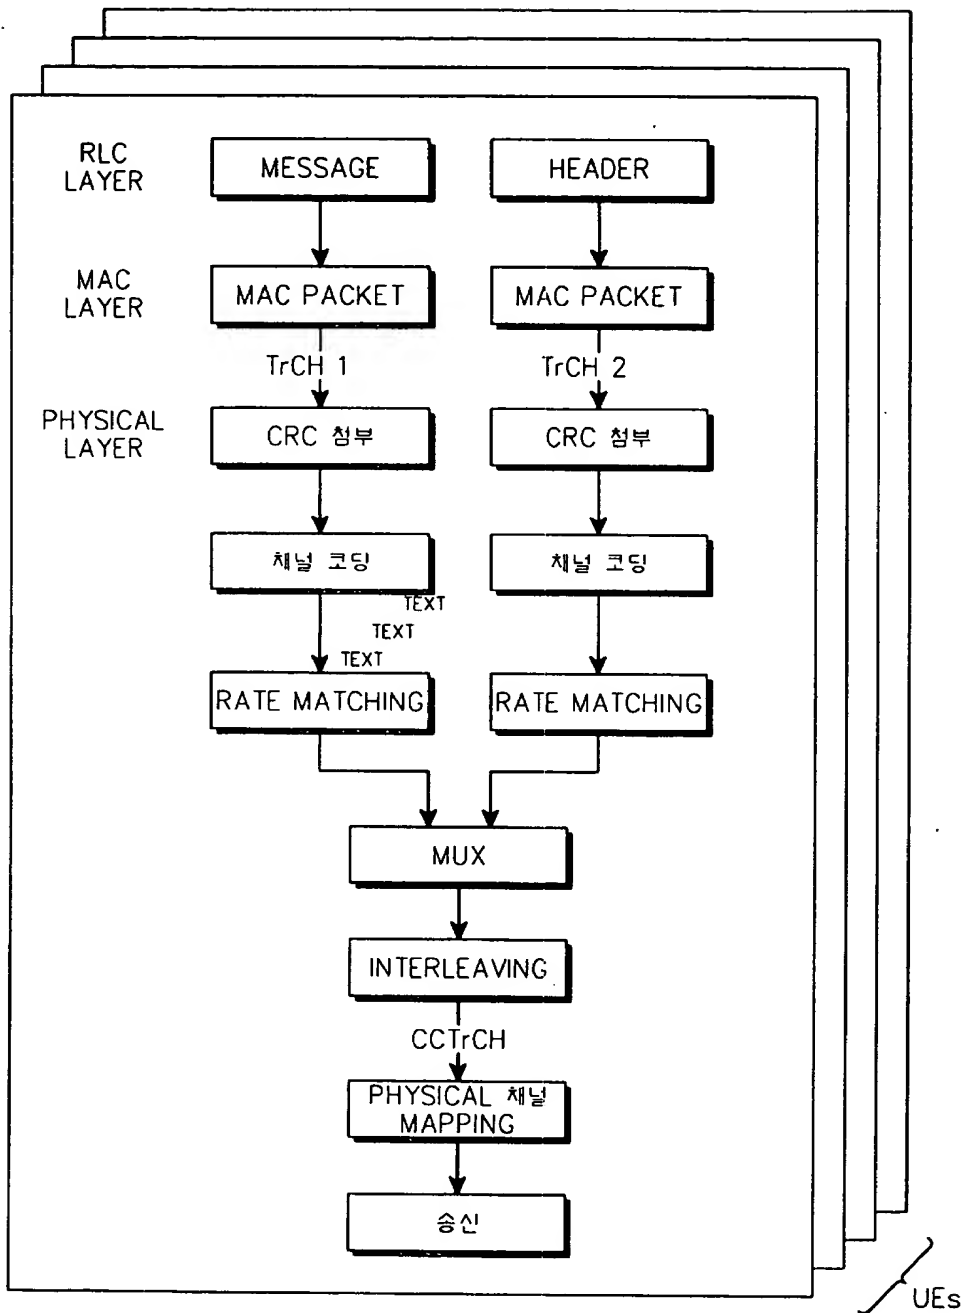 RLC
LAYER
MESSAGE
HEADER
MAC
LAYER
MAC PACKET
MAC PACKET
TrCH 1
TrCH 2
PHYSICAL
LAYER
CRC 첨부
CRC 첨부
채널 코딩
채널 코딩
TEXT
TEXT
TEXT
RATE MATCHING
RATE MATCHING
MUX
INTERLEAVING
CCTrCH
PHYSICAL 채널
MAPPING
송신
UEs